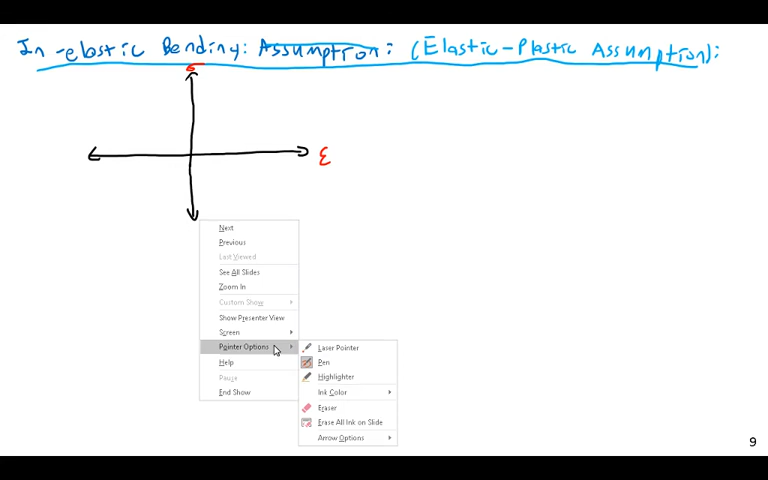 In-elastic Bending: Assumption: (Elastic-Plastic Assumption):
σ
ε
Next
Previous
Last Viewed
See All Slides
Zoom In
Custom Show
Show Presenter View
Screen
Pointer Options
Help
Pause
End Show
Laser Pointer
Pen
Highlighter
Ink Color
Eraser
Erase All Ink on Slide
Arrow Options
9